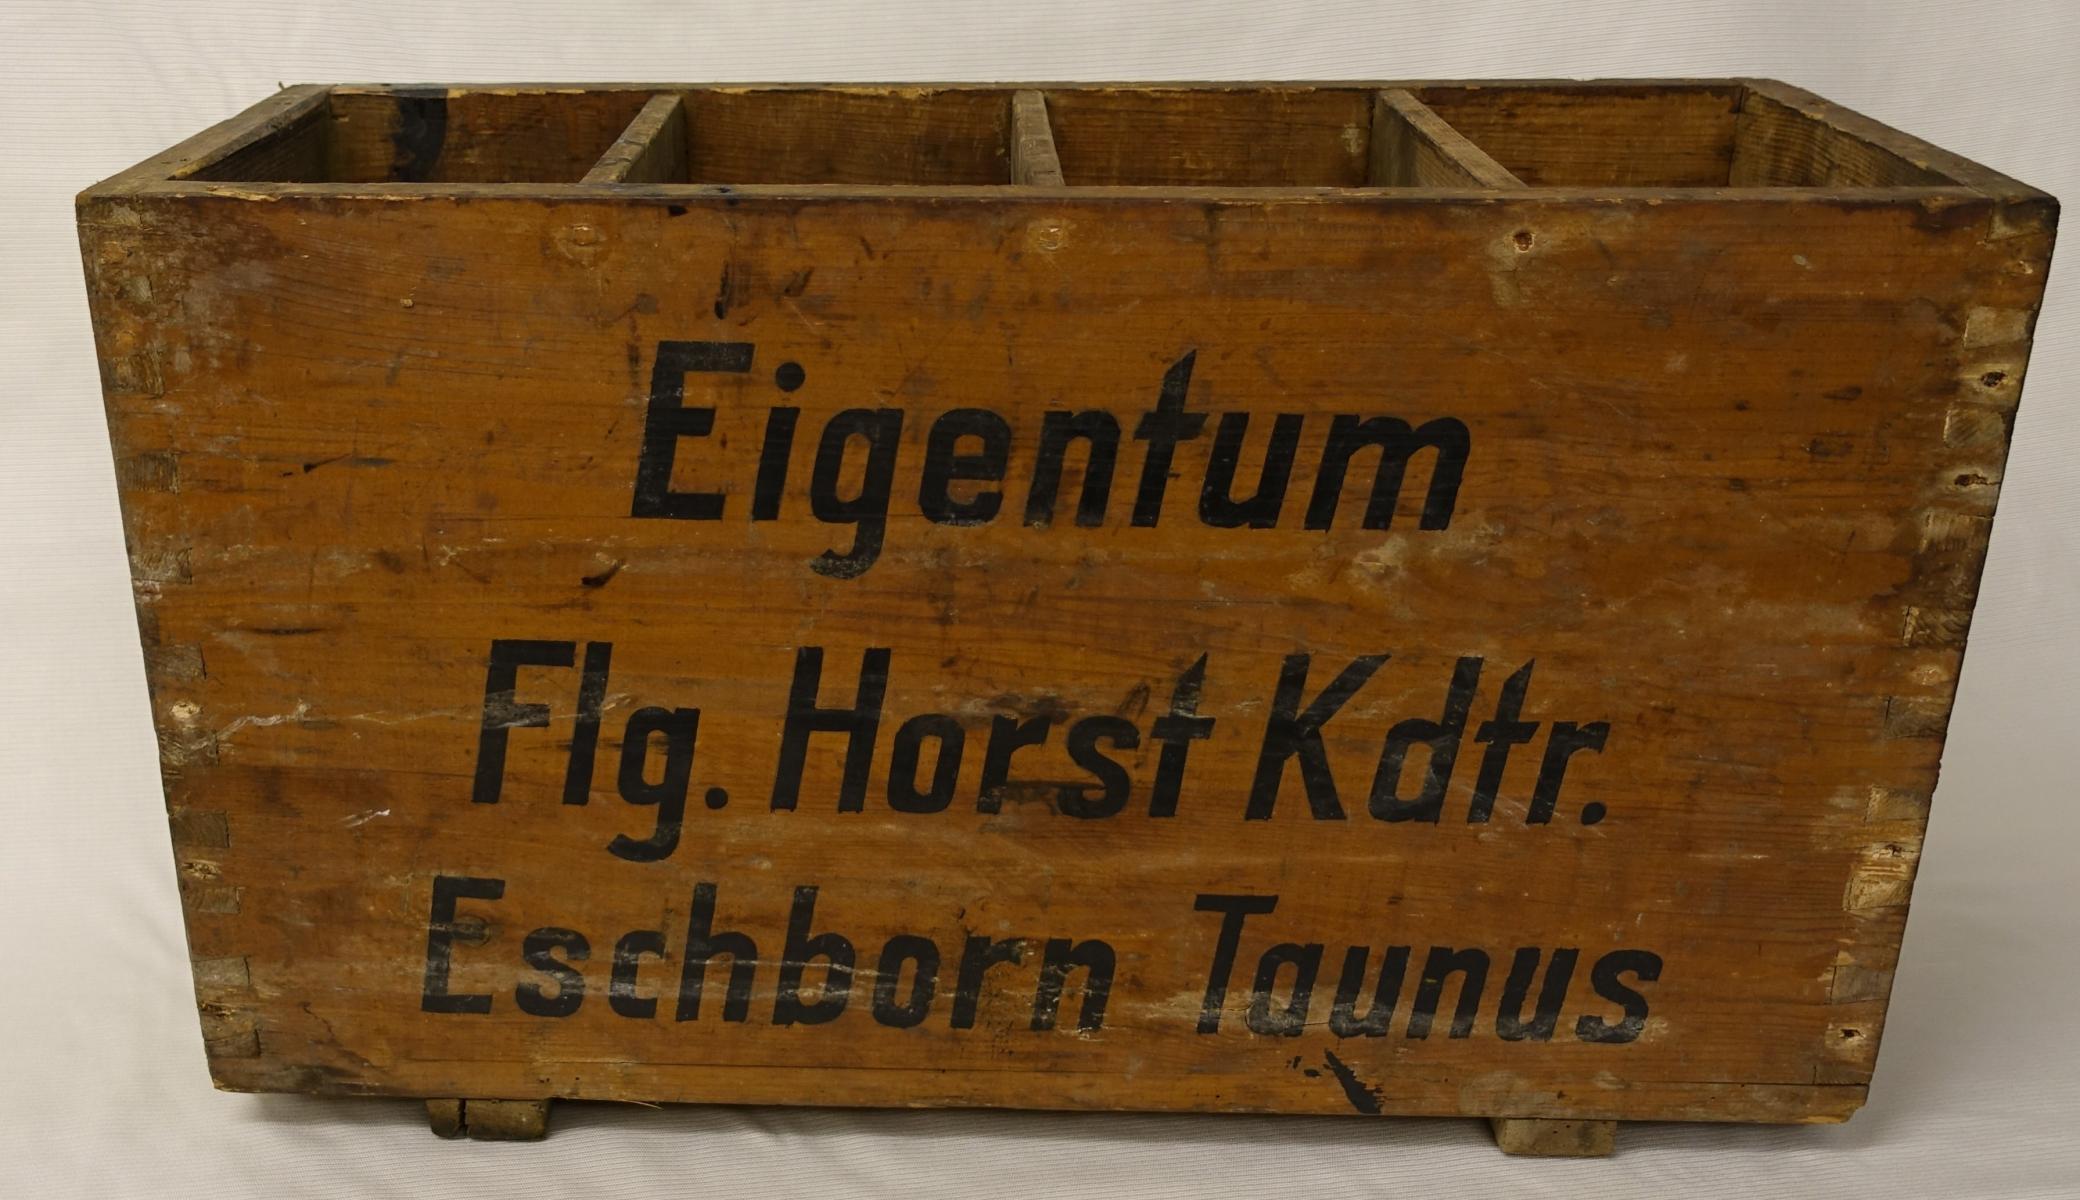 Eigentum
Flg. Horst Kdtr.
Eschborn Taunus